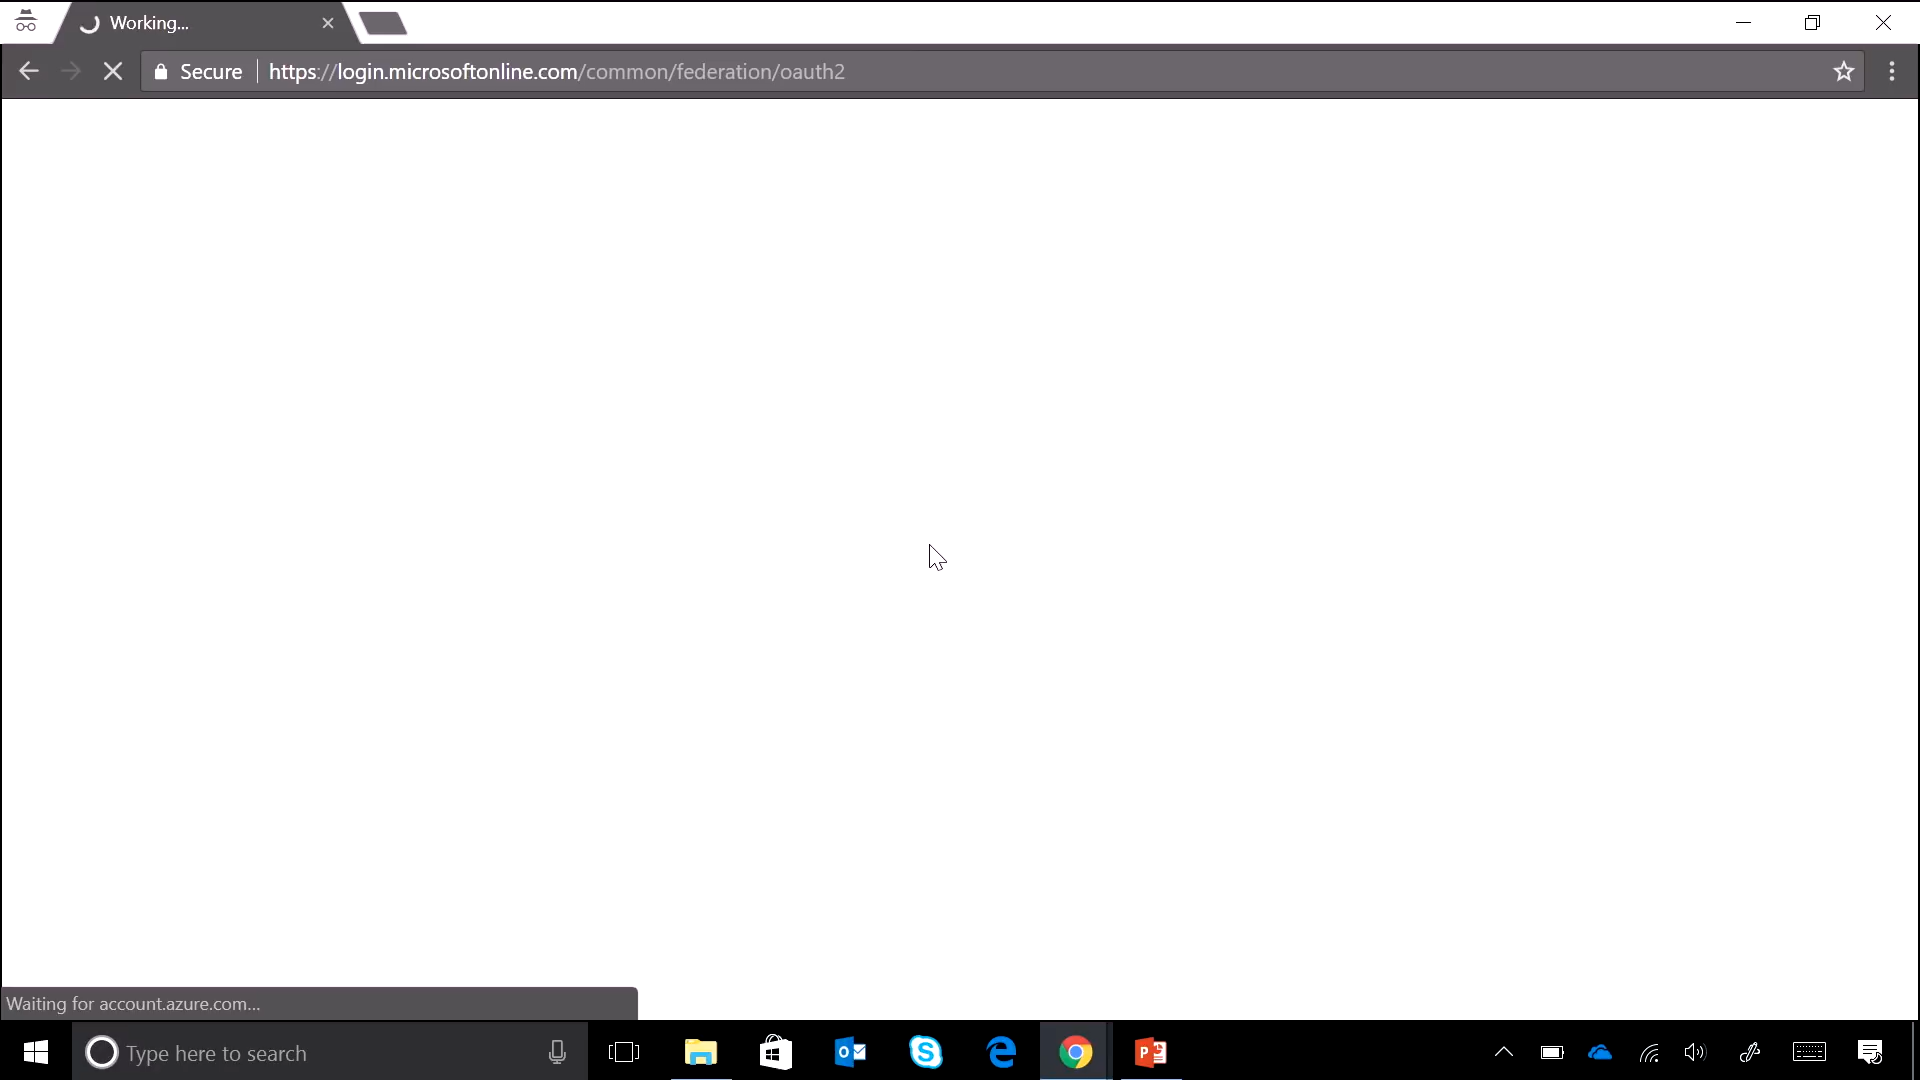 Working...
Secure
https://login.microsoftonline.com/common/federation/oauth2
Waiting for account.azure.com...
Type here to search